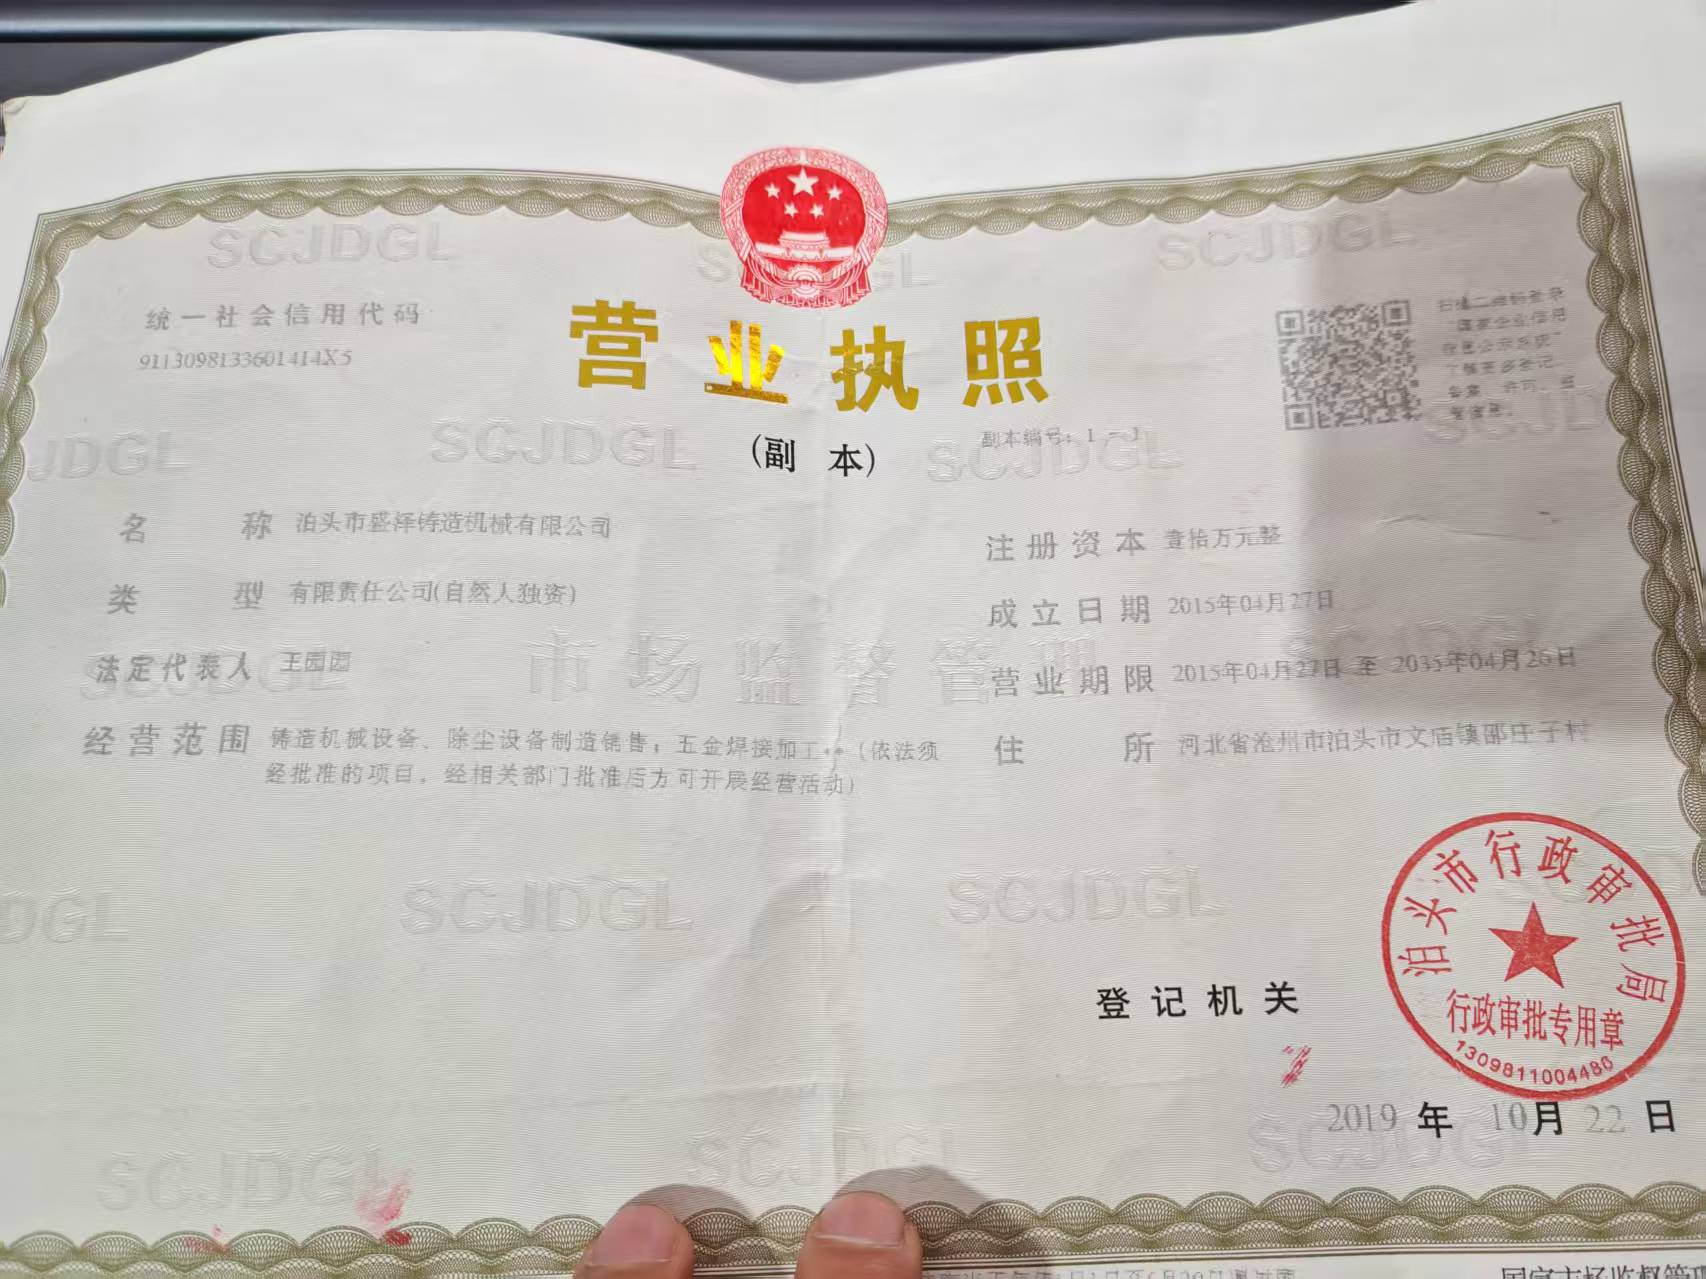 统一社会信用代码
9113098133601414X5
营业执照
(副 本)
副本编号：1－1
扫描二维码登录
“国家企业信用
信息公示系统”
了解更多登记、
备案、许可、监
管信息。
名 称 泊头市盛泽铸造机械有限公司
类 型 有限责任公司(自然人独资)
法定代表人 王园园
经营范围 铸造机械设备、除尘设备制造销售；五金焊接加工**（依法须
经批准的项目，经相关部门批准后方可开展经营活动）
注册资本 壹拾万元整
成立日期 2015年04月27日
营业期限 2015年04月27日 至 2035年04月26日
住 所 河北省沧州市泊头市文庙镇邵庄子村
登记机关
泊头市行政审批局
行政审批专用章
1309811004486
2019 年 10月 22 日
SCJDGL
市场监督管理